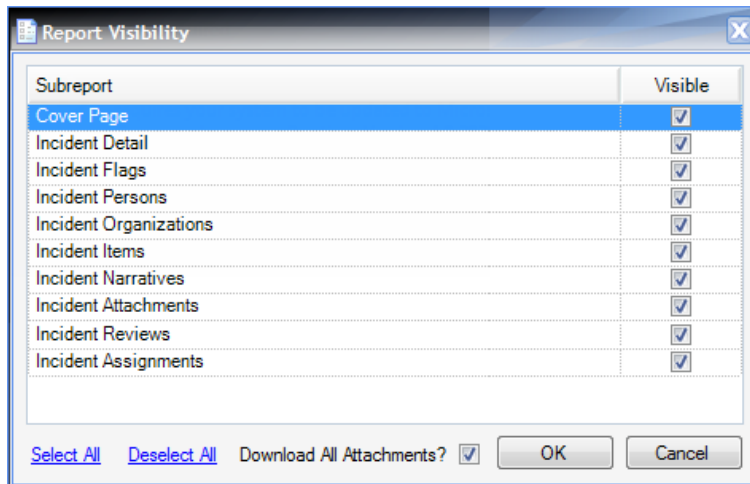 Report Visibility
Subreport Visible
Cover Page
Incident Detail
Incident Flags
Incident Persons
Incident Organizations
Incident Items
Incident Narratives
Incident Attachments
Incident Reviews
Incident Assignments
Select All Deselect All Download All Attachments? OK Cancel